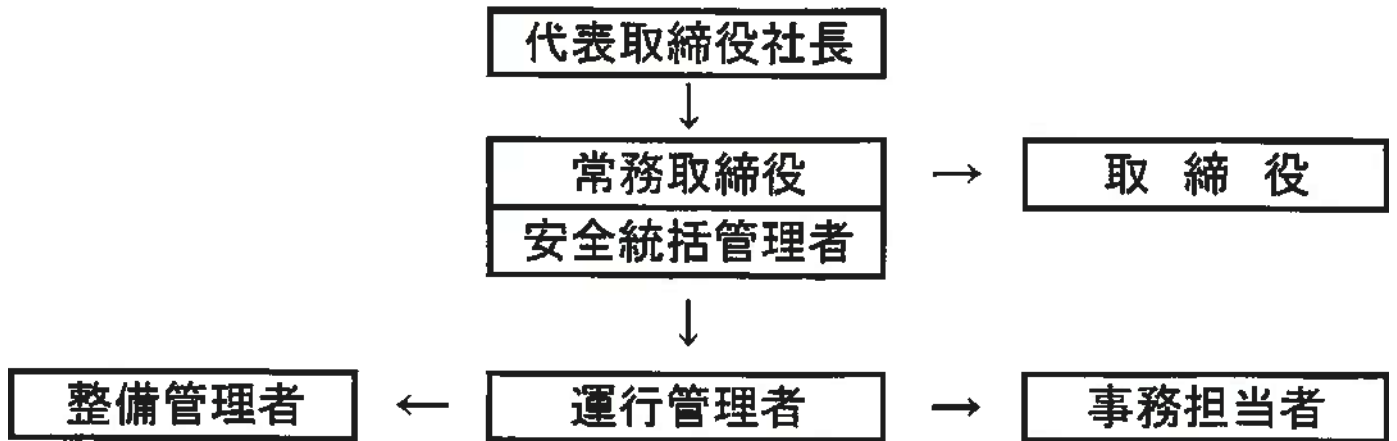 代表取締役社長
↓
常務取締役 → 取締役
安全統括管理者
↓
整備管理者 ← 運行管理者 → 事務担当者